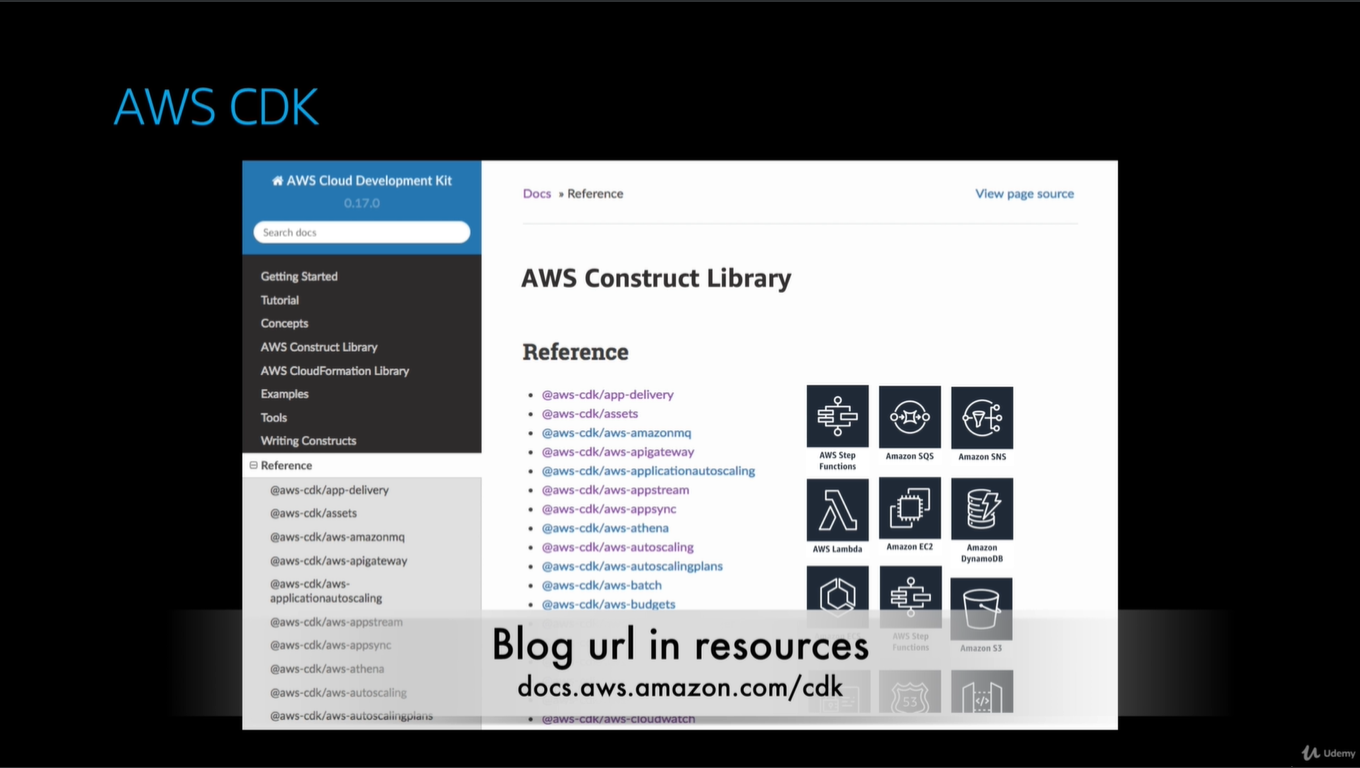 AWS CDK
AWS Cloud Development Kit
0.17.0
Search docs
Getting Started
Tutorial
Concepts
AWS Construct Library
AWS CloudFormation Library
Examples
Tools
Writing Constructs
Reference
@aws-cdk/app-delivery
@aws-cdk/assets
@aws-cdk/aws-amazonmq
@aws-cdk/aws-apigateway
@aws-cdk/aws-
applicationautoscaling
@aws-cdk/aws-appstream
@aws-cdk/aws-appsync
@aws-cdk/aws-athena
@aws-cdk/aws-autoscaling
@aws-cdk/aws-autoscalingplans
Docs » Reference
View page source
AWS Construct Library
Reference
@aws-cdk/app-delivery
@aws-cdk/assets
@aws-cdk/aws-amazonmq
@aws-cdk/aws-apigateway
@aws-cdk/aws-applicationautoscaling
@aws-cdk/aws-appstream
@aws-cdk/aws-appsync
@aws-cdk/aws-athena
@aws-cdk/aws-autoscaling
@aws-cdk/aws-autoscalingplans
@aws-cdk/aws-batch
@aws-cdk/aws-budgets
@aws-cdk/aws-cloudwatch
AWS Step
Functions
Amazon SQS
Amazon SNS
AWS Lambda
Amazon EC2
Amazon
DynamoDB
AWS Step
Functions
Amazon S3
53
Blog url in resources
docs.aws.amazon.com/cdk
Udemy